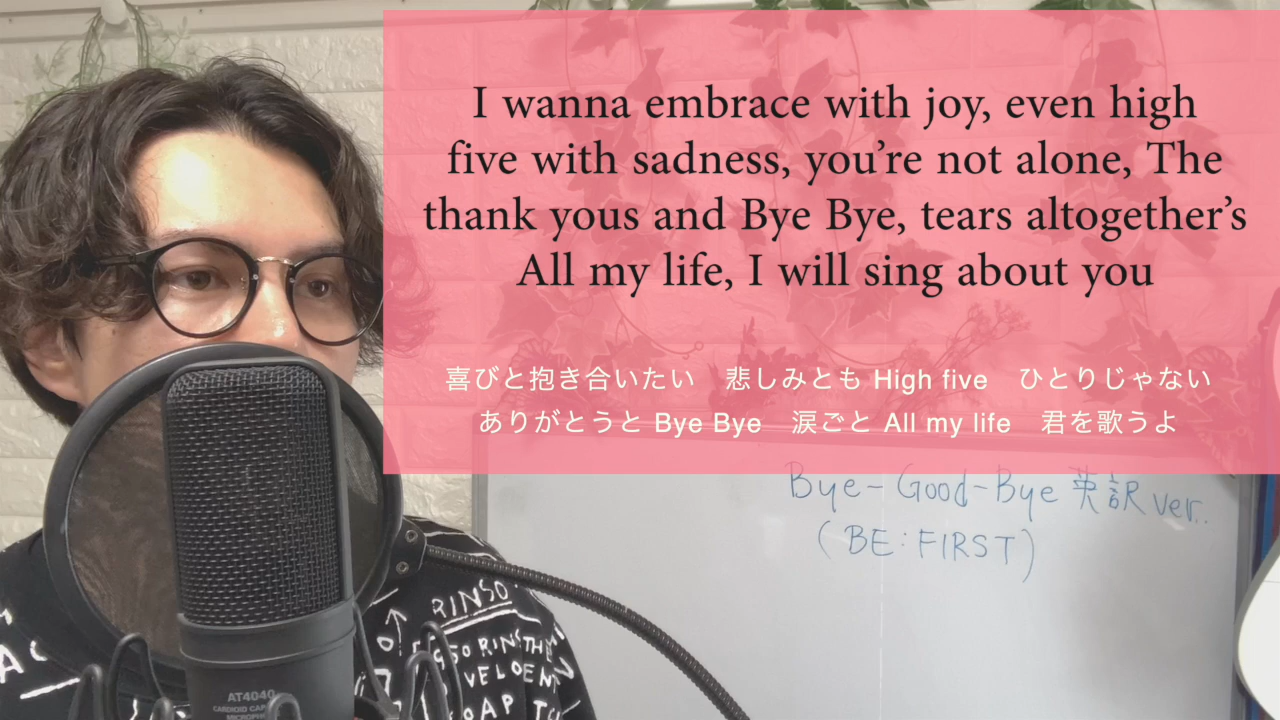 I wanna embrace with joy, even high
five with sadness, you're not alone, The
thank yous and Bye Bye, tears altogether's
All my life, I will sing about you
喜びと抱き合いたい　悲しみとも High five　ひとりじゃない
ありがとうと Bye Bye　涙ごと All my life　君を歌うよ
Bye-Good-Bye 英訳 ver.
(BE:FIRST)
RINSO
AT4040